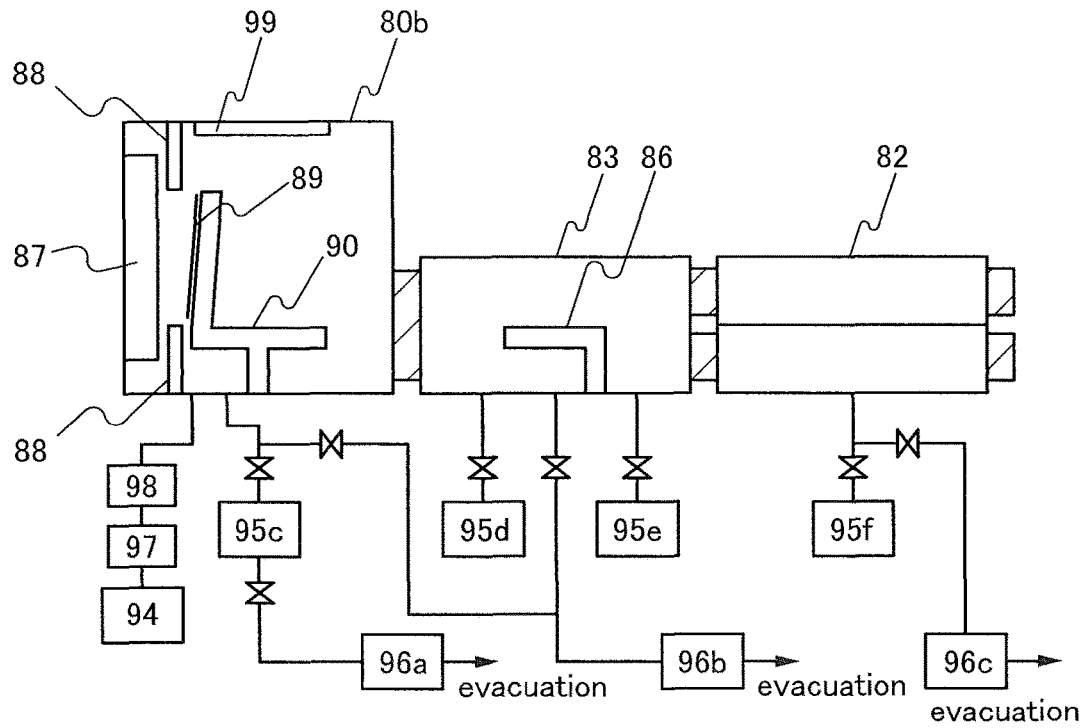 99
80b
88
83
86
82
89
87
90
88
98
95c
95d
95e
95f
97
94
96a
96b
96c
evacuation
evacuation
evacuation